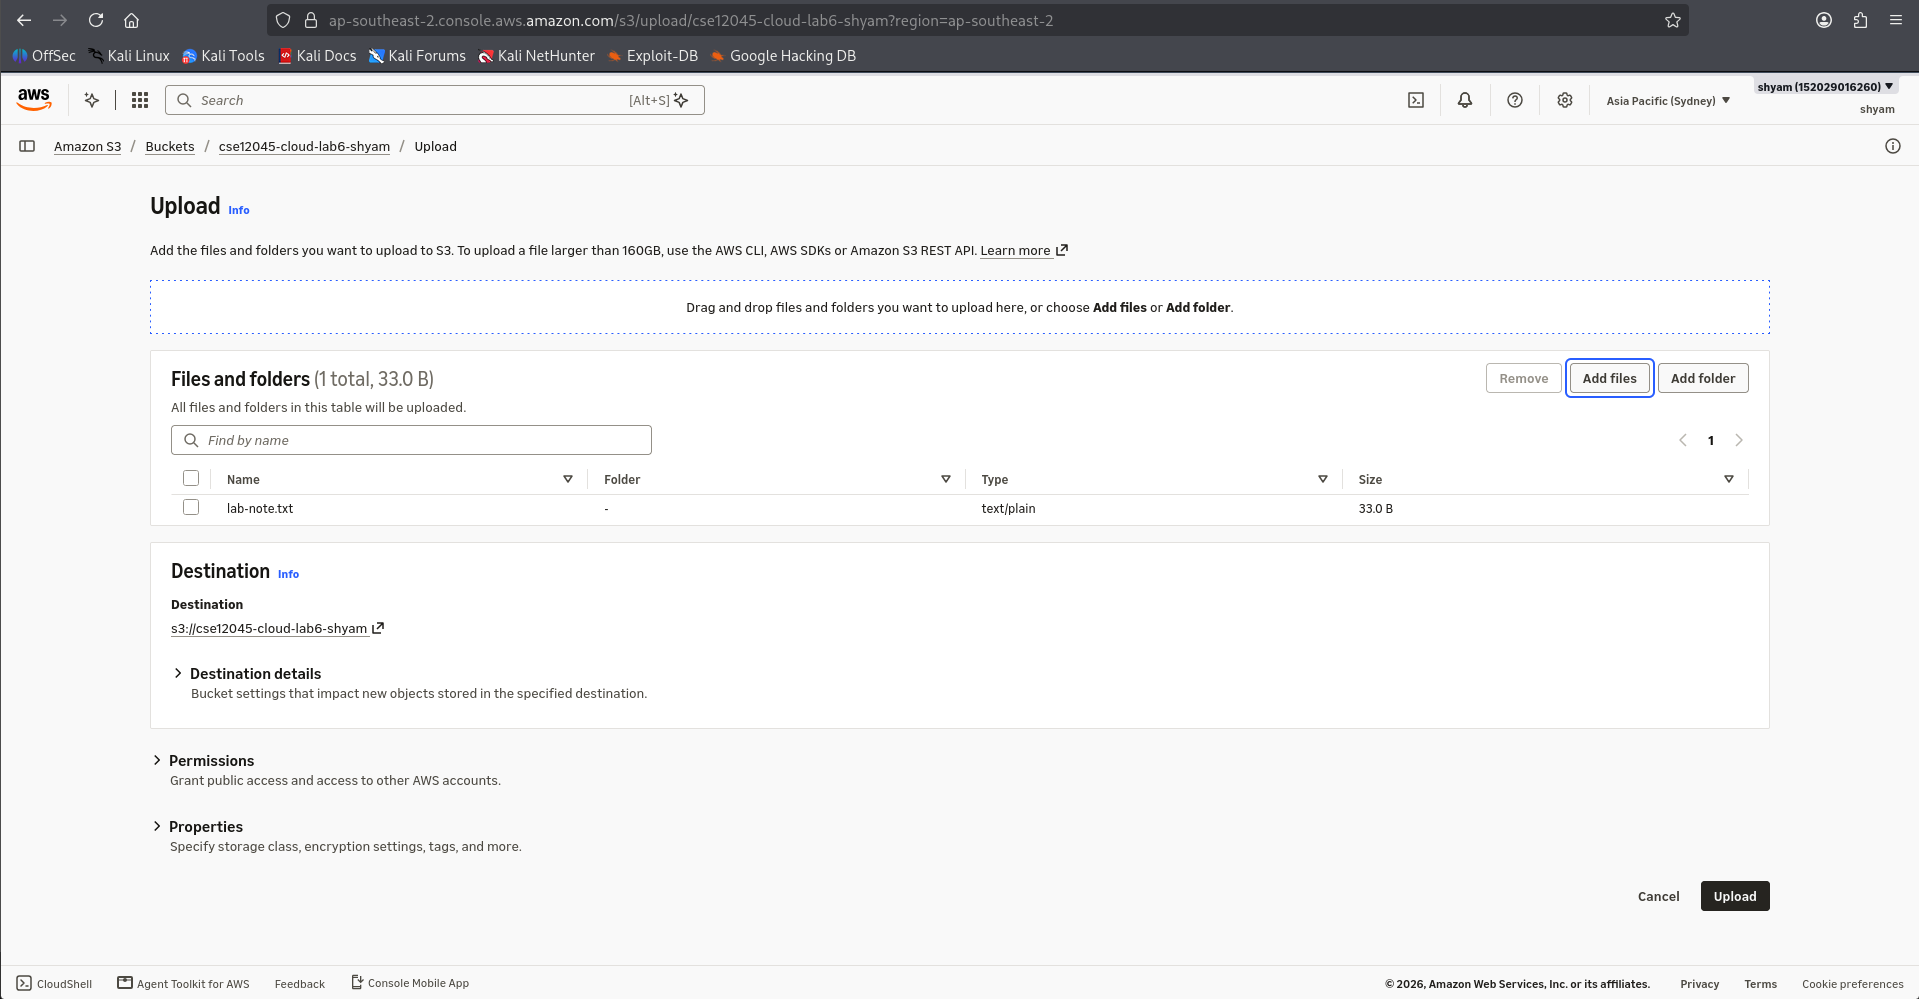 ap-southeast-2.console.aws.amazon.com/s3/upload/cse12045-cloud-lab6-shyam?region=ap-southeast-2
OffSec Kali Linux Kali Tools Kali Docs Kali Forums Kali NetHunter Exploit-DB Google Hacking DB
aws Search [Alt+S] Asia Pacific (Sydney) shyam (152029016260)
shyam
Amazon S3 / Buckets / cse12045-cloud-lab6-shyam / Upload
Upload Info
Add the files and folders you want to upload to S3. To upload a file larger than 160GB, use the AWS CLI, AWS SDKs or Amazon S3 REST API. Learn more
Drag and drop files and folders you want to upload here, or choose Add files or Add folder.
Files and folders (1 total, 33.0 B) Remove Add files Add folder
All files and folders in this table will be uploaded.
Find by name 1
Name Folder Type Size
lab-note.txt - text/plain 33.0 B
Destination Info
Destination
s3://cse12045-cloud-lab6-shyam
Destination details
Bucket settings that impact new objects stored in the specified destination.
Permissions
Grant public access and access to other AWS accounts.
Properties
Specify storage class, encryption settings, tags, and more.
Cancel Upload
CloudShell Agent Toolkit for AWS Feedback Console Mobile App © 2026, Amazon Web Services, Inc. or its affiliates. Privacy Terms Cookie preferences